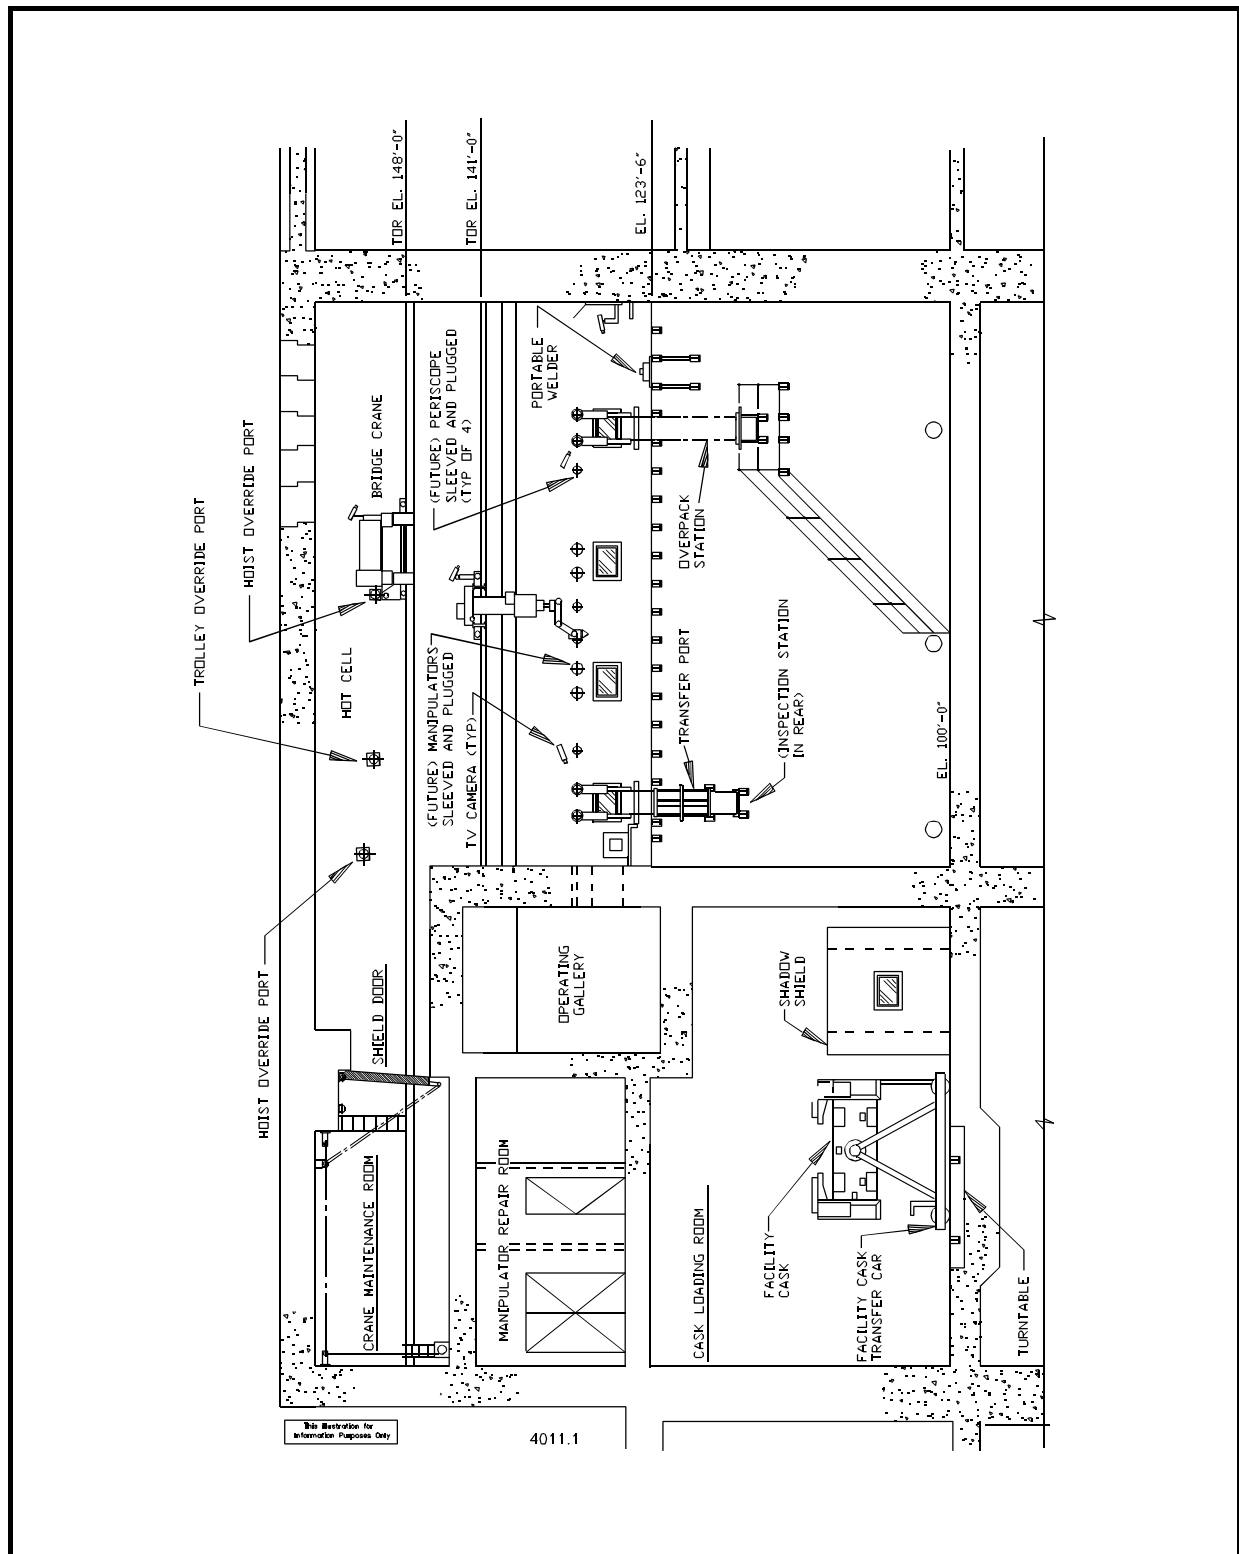 TROLLEY OVERRIDE PORT
HOIST OVERRIDE PORT
HOIST OVERRIDE PORT
HOT CELL
BRIDGE CRANE
TOR EL. 148'-0"
SHIELD DOOR
CRANE MAINTENANCE ROOM
(FUTURE) PERISCOPE
SLEEVED AND PLUGGED
(TYP OF 4)
TOR EL. 141'-0"
(FUTURE) MANIPULATORS
SLEEVED AND PLUGGED
TV CAMERA (TYP)
PORTABLE
WELDER
EL. 123'-6"
OPERATING
GALLERY
MANIPULATOR REPAIR ROOM
OVERPACK
STATION
TRANSFER PORT
(INSPECTION STATION
IN REAR)
EL. 100'-0"
SHADOW
SHIELD
CASK LOADING ROOM
FACILITY
CASK
FACILITY CASK
TRANSFER CAR
TURNTABLE
This Illustration for
Information Purposes Only
4011.1